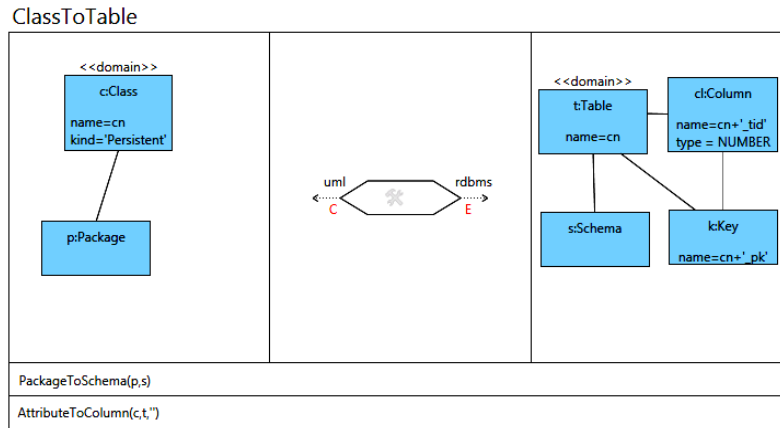 ClassToTable
<<domain>>
c:Class
name=cn
kind='Persistent'
p:Package
uml
rdbms
C
E
<<domain>>
t:Table
name=cn
cl:Column
name=cn+'_tid'
type = NUMBER
s:Schema
k:Key
name=cn+'_pk'
PackageToSchema(p,s)
AttributeToColumn(c,t,'')